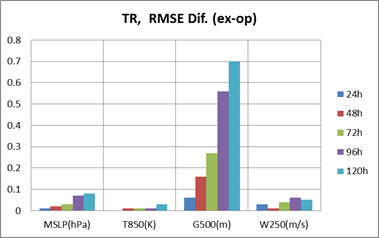 TR, RMSE Dif. (ex-op)
0.8
0.7
0.6
0.5
0.4
0.3
0.2
0.1
0
MSLP(hPa) T850(K) G500(m) W250(m/s)
24h
48h
72h
96h
120h